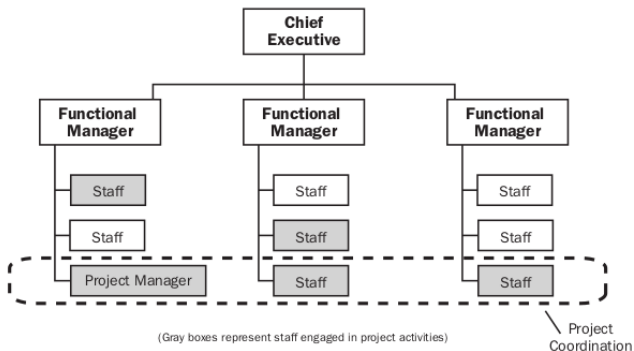 Chief
Executive
Functional
Manager
Functional
Manager
Functional
Manager
Staff
Staff
Staff
Staff
Staff
Staff
Project Manager
Staff
Staff
(Gray boxes represent staff engaged in project activities)
Project
Coordination